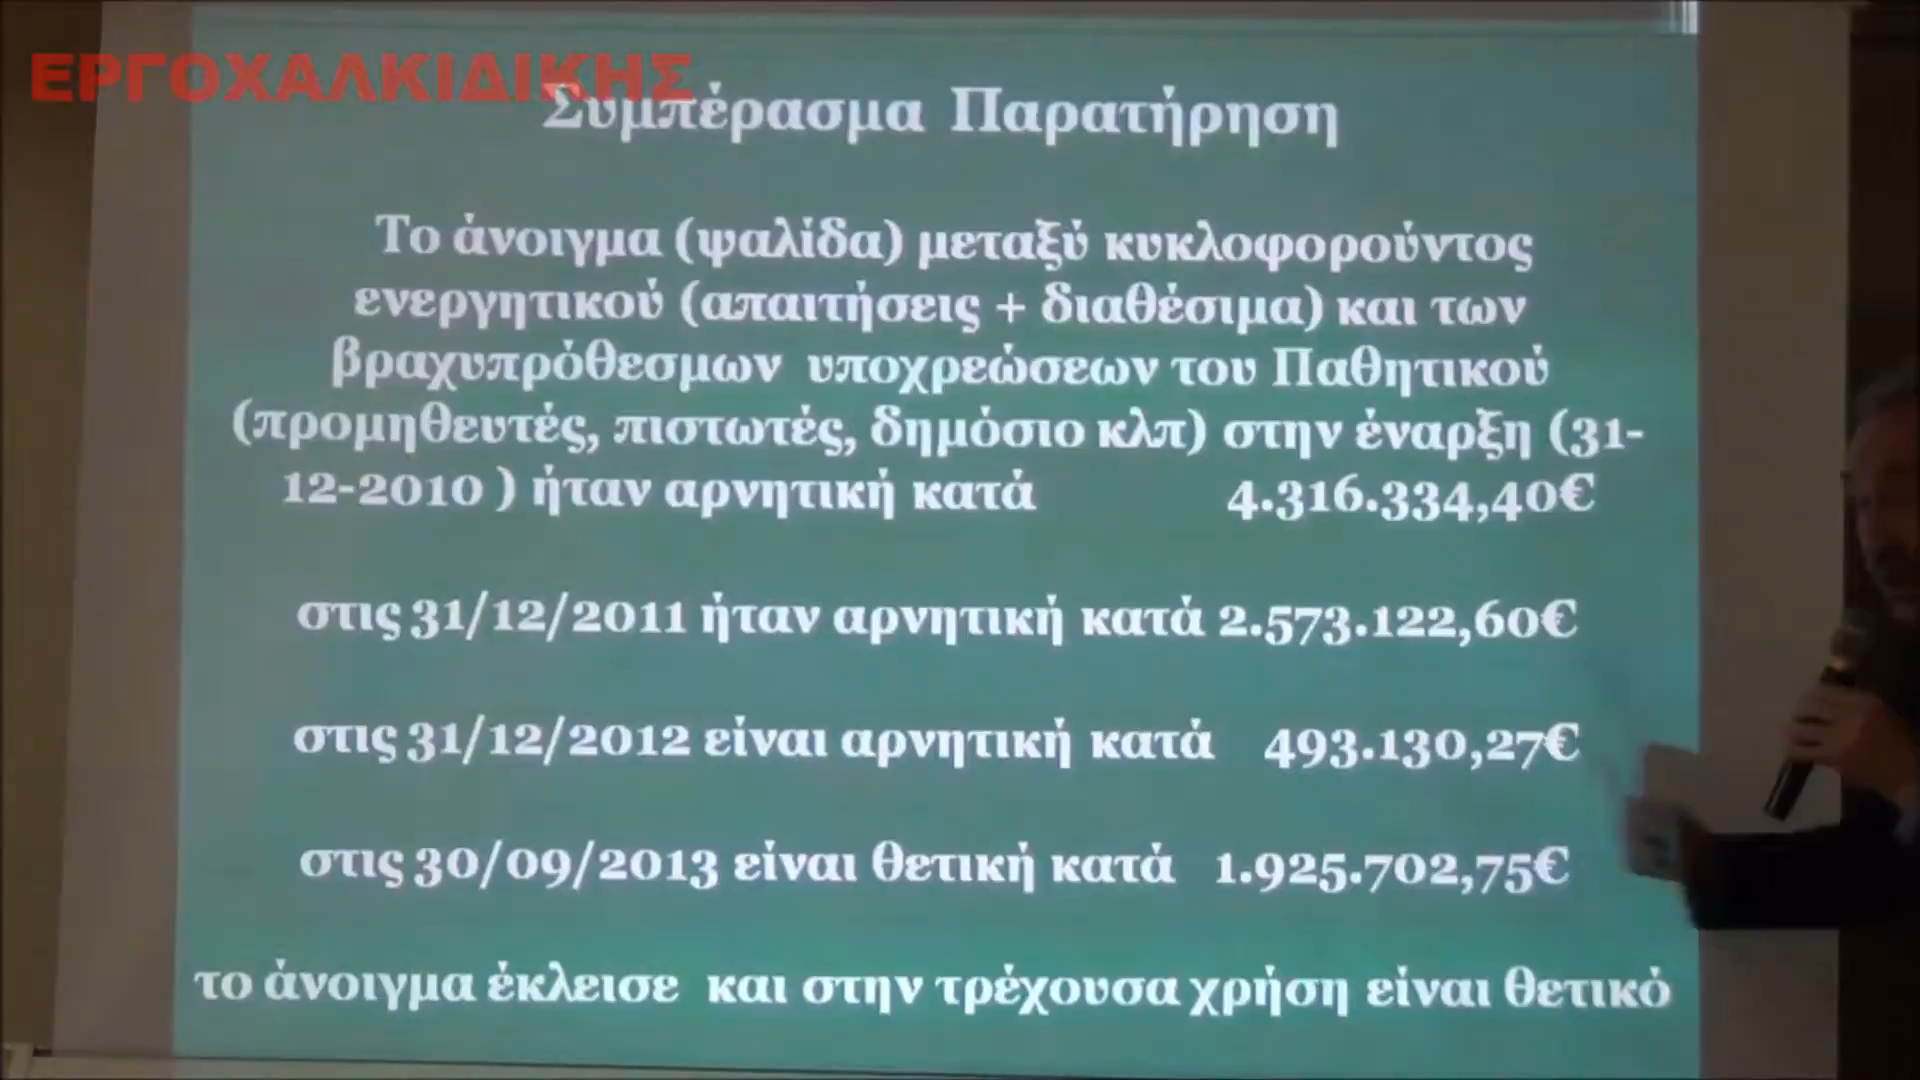 ΕΡΓΟΧΑΛΚΙΔΙΚΗΣ
Συμπέρασμα Παρατήρηση
Το άνοιγμα (ψαλίδα) μεταξύ κυκλοφορούντος
ενεργητικού (απαιτήσεις + διαθέσιμα) και των
βραχυπρόθεσμων υποχρεώσεων του Παθητικού
(προμηθευτές, πιστωτές, δημόσιο κλπ) στην έναρξη (31-
12-2010 ) ήταν αρνητική κατά 4.316.334,40€
στις 31/12/2011 ήταν αρνητική κατά 2.573.122,60€
στις 31/12/2012 είναι αρνητική κατά 493.130,27€
στις 30/09/2013 είναι θετική κατά 1.925.702,75€
το άνοιγμα έκλεισε και στην τρέχουσα χρήση είναι θετικό